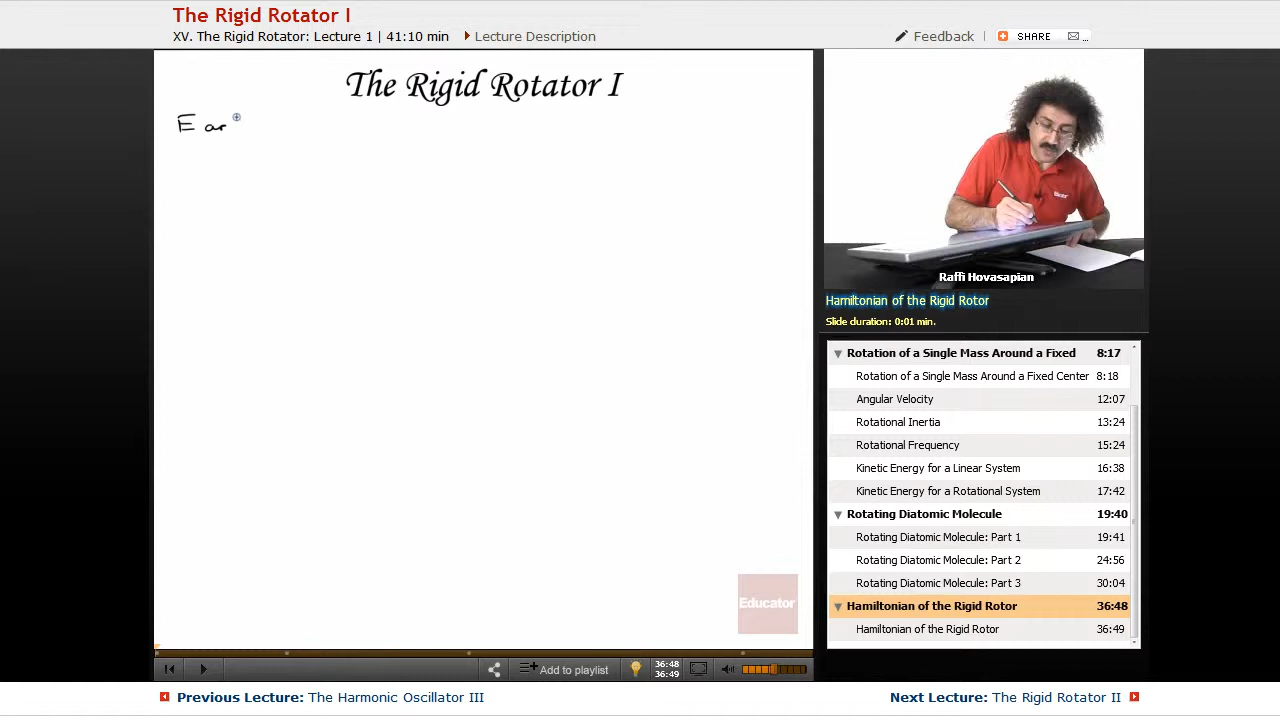 The Rigid Rotator I
XV. The Rigid Rotator: Lecture 1 | 41:10 min
Lecture Description
Feedback
SHARE
The Rigid Rotator I
E ar
Raffi Hovasapian
Hamiltonian of the Rigid Rotor
Slide duration: 0:01 min.
Rotation of a Single Mass Around a Fixed 8:17
Rotation of a Single Mass Around a Fixed Center 8:18
Angular Velocity 12:07
Rotational Inertia 13:24
Rotational Frequency 15:24
Kinetic Energy for a Linear System 16:38
Kinetic Energy for a Rotational System 17:42
Rotating Diatomic Molecule 19:40
Rotating Diatomic Molecule: Part 1 19:41
Rotating Diatomic Molecule: Part 2 24:56
Rotating Diatomic Molecule: Part 3 30:04
Hamiltonian of the Rigid Rotor 36:48
Hamiltonian of the Rigid Rotor 36:49
Educator
Add to playlist
36:48
36:49
Previous Lecture: The Harmonic Oscillator III
Next Lecture: The Rigid Rotator II